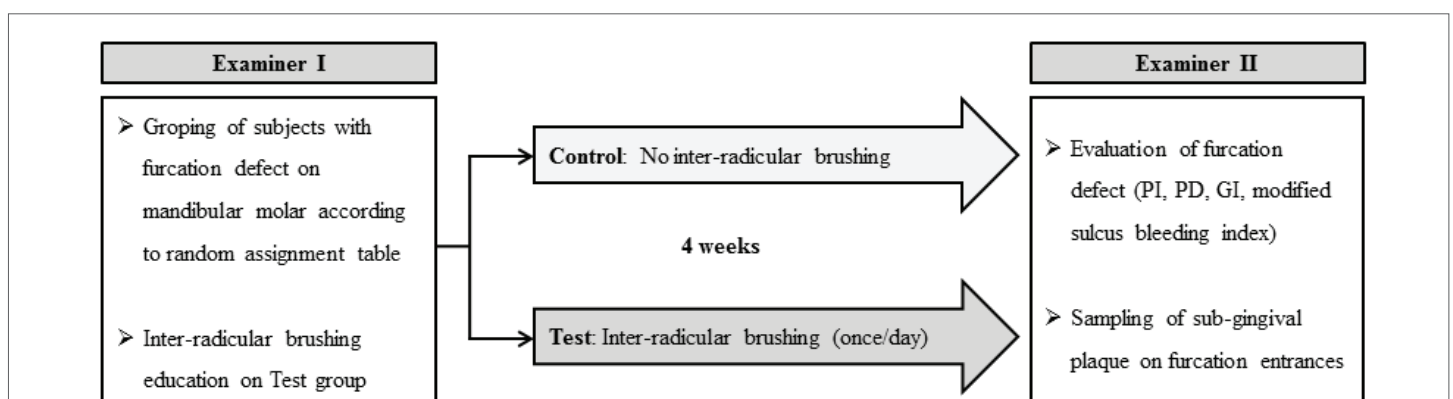 Examiner I
➢ Groping of subjects with
furcation defect on
mandibular molar according
to random assignment table
➢ Inter-radicular brushing
education on Test group
Control: No inter-radicular brushing
4 weeks
Test: Inter-radicular brushing (once/day)
Examiner II
➢ Evaluation of furcation
defect (PI, PD, GI, modified
sulcus bleeding index)
➢ Sampling of sub-gingival
plaque on furcation entrances